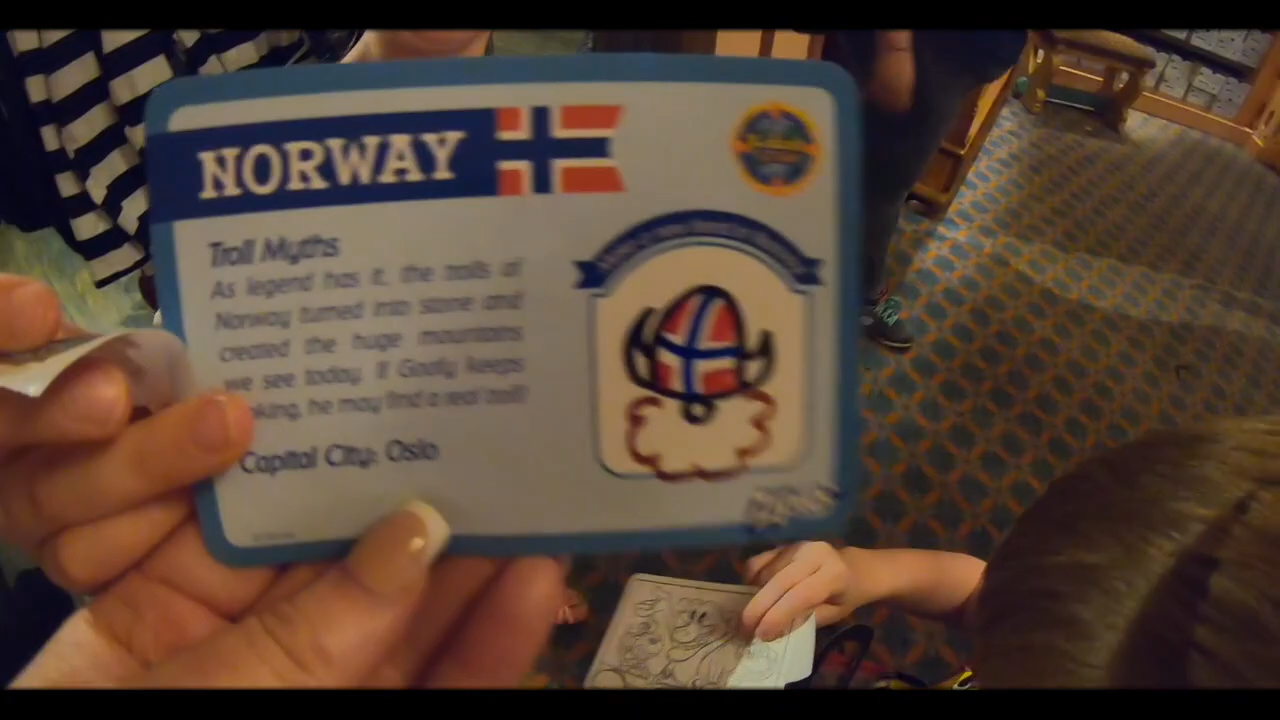 NORWAY
Troll Myths
As legend has it, the trolls of
Norway turned into stone and
created the huge mountains
we see today. If Goofy keeps
oking, he may find a real troll!
Capital City: Oslo